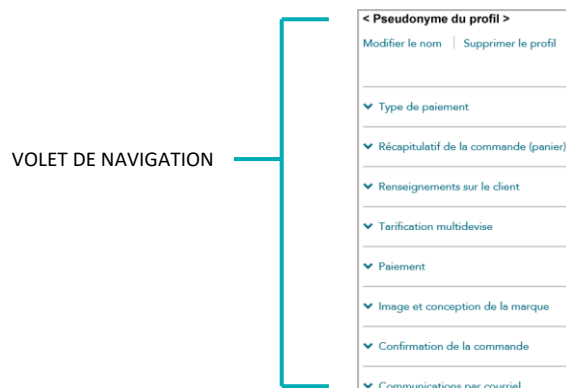 < Pseudonyme du profil >
Modifier le nom | Supprimer le profil
Type de paiement
Récapitulatif de la commande (panier)
VOLET DE NAVIGATION
Renseignements sur le client
Tarification multidevise
Paiement
Image et conception de la marque
Confirmation de la commande
Communications par courriel